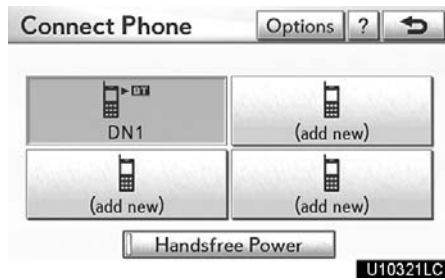 Connect Phone Options ?
BT
DN1 (add new)
(add new) (add new)
Handsfree Power
U10321LC